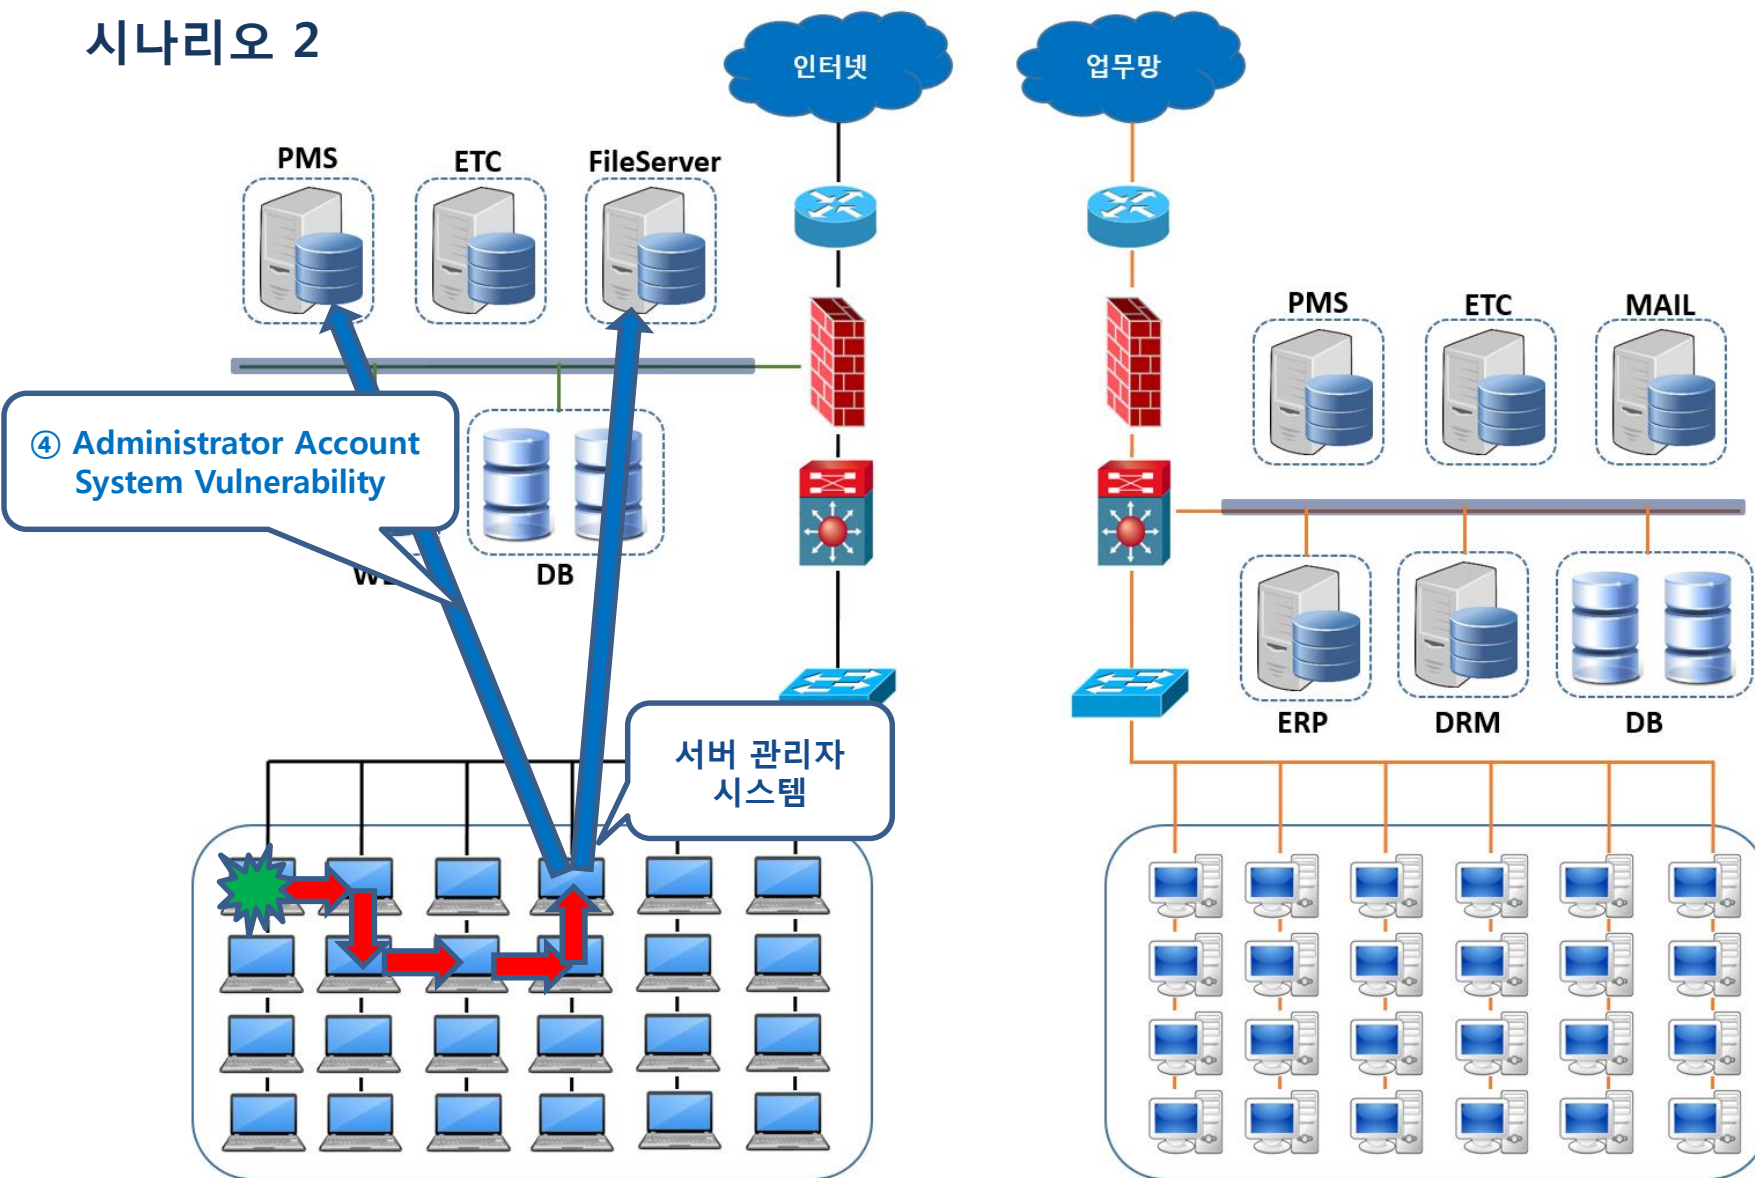 시나리오 2
인터넷
업무망
PMS
ETC
FileServer
PMS
ETC
MAIL
④ Administrator Account
System Vulnerability
DB
ERP
DRM
DB
서버 관리자
시스템